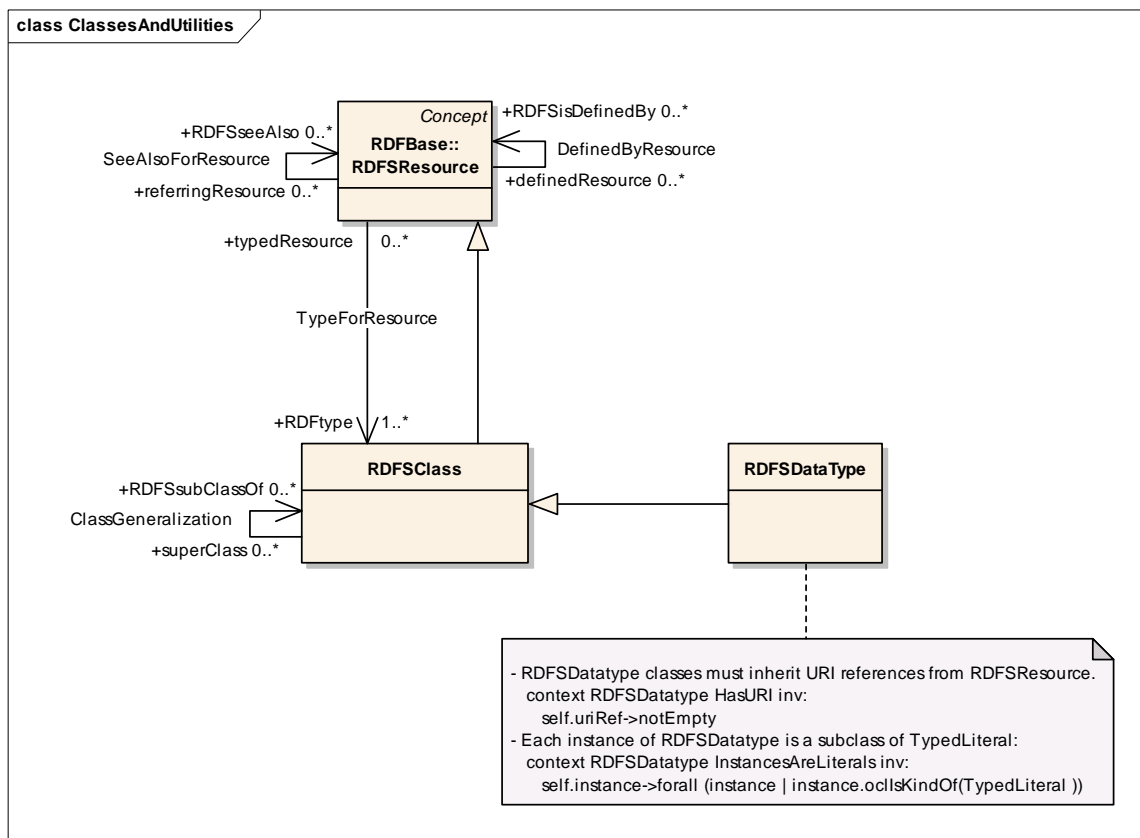 class ClassesAndUtilities
Concept
RDFBase::
RDFSResource
+RDFSseeAlso 0..*
SeeAlsoForResource
+referringResource 0..*
+RDFSisDefinedBy 0..*
DefinedByResource
+definedResource 0..*
+typedResource 0..*
TypeForResource
+RDFtype 1..*
RDFSClass
RDFSDataType
+RDFSsubClassOf 0..*
ClassGeneralization
+superClass 0..*
- RDFSDatatype classes must inherit URI references from RDFSResource.
context RDFSDatatype HasURI inv:
self.uriRef->notEmpty
- Each instance of RDFSDatatype is a subclass of TypedLiteral:
context RDFSDatatype InstancesAreLiterals inv:
self.instance->forall (instance | instance.oclIsKindOf(TypedLiteral ))